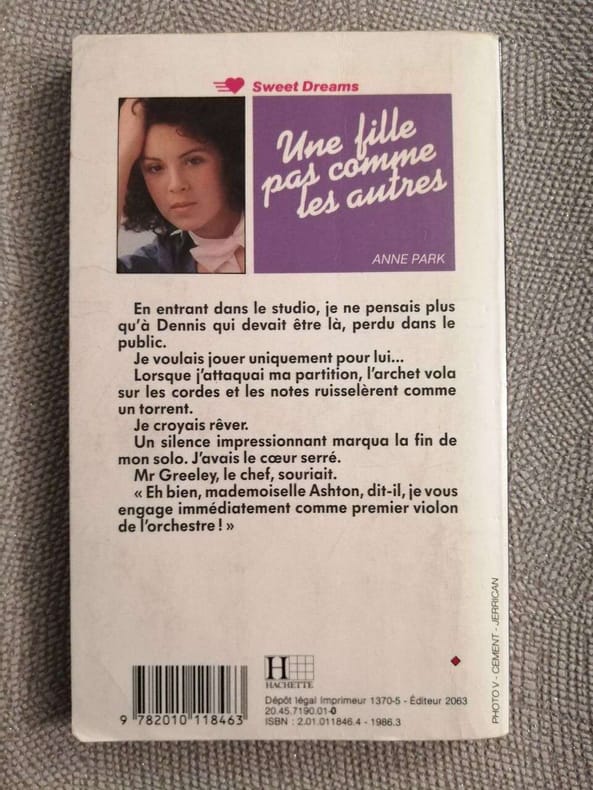 Sweet Dreams
Une fille
pas comme
les autres
ANNE PARK
En entrant dans le studio, je ne pensais plus
qu'à Dennis qui devait être là, perdu dans le
public.
Je voulais jouer uniquement pour lui...
Lorsque j'attaquai ma partition, l'archet vola
sur les cordes et les notes ruisselèrent comme
un torrent.
Je croyais rêver.
Un silence impressionnant marqua la fin de
mon solo. J'avais le cœur serré.
Mr Greeley, le chef, souriait.
« Eh bien, mademoiselle Ashton, dit-il, je vous
engage immédiatement comme premier violon
de l'orchestre ! »
PHOTO V - CEMENT - JERRICAN
H
HACHETTE
Dépôt légal Imprimeur 1370-5 - Éditeur 2063
20.45.7190.01-0
ISBN : 2.01.011846.4 - 1986.3
9 782010 118463